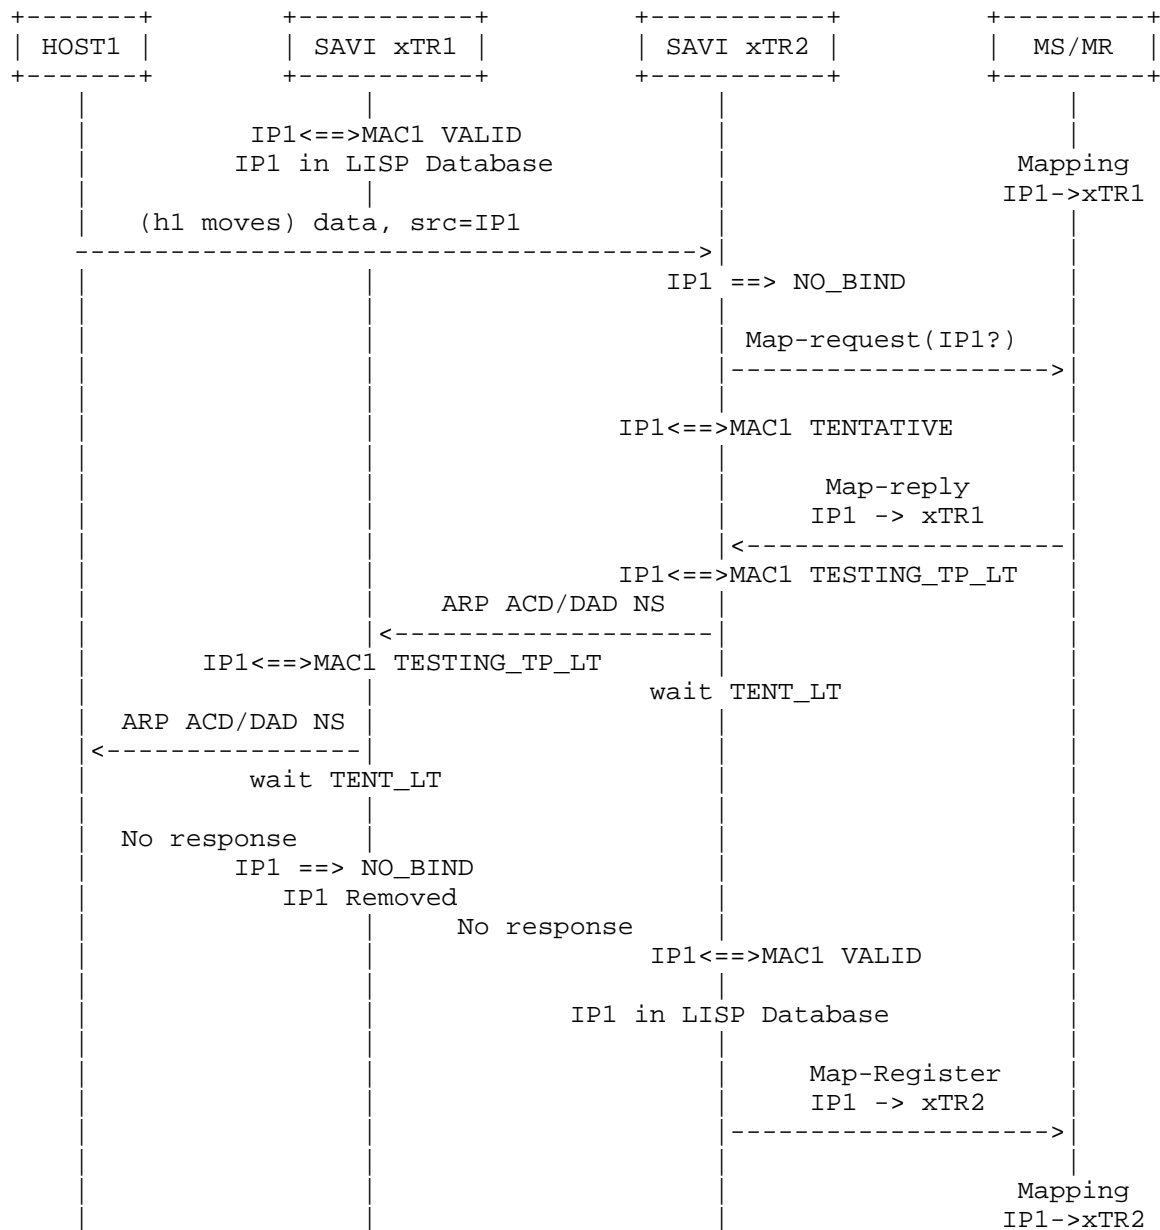 HOST1 SAVI xTR1 SAVI xTR2 MS/MR
IP1<==>MAC1 VALID
IP1 in LISP Database Mapping
IP1->xTR1
(h1 moves) data, src=IP1
IP1 ==> NO_BIND
Map-request(IP1?)
IP1<==>MAC1 TENTATIVE
Map-reply
IP1 -> xTR1
IP1<==>MAC1 TESTING_TP_LT
ARP ACD/DAD NS
IP1<==>MAC1 TESTING_TP_LT
wait TENT_LT
ARP ACD/DAD NS
wait TENT_LT
No response
IP1 ==> NO_BIND
IP1 Removed
No response
IP1<==>MAC1 VALID
IP1 in LISP Database
Map-Register
IP1 -> xTR2
Mapping
IP1->xTR2